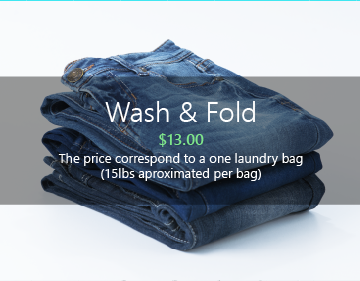 Wash & Fold
$13.00
The price correspond to a one laundry bag
(15lbs aproximated per bag)